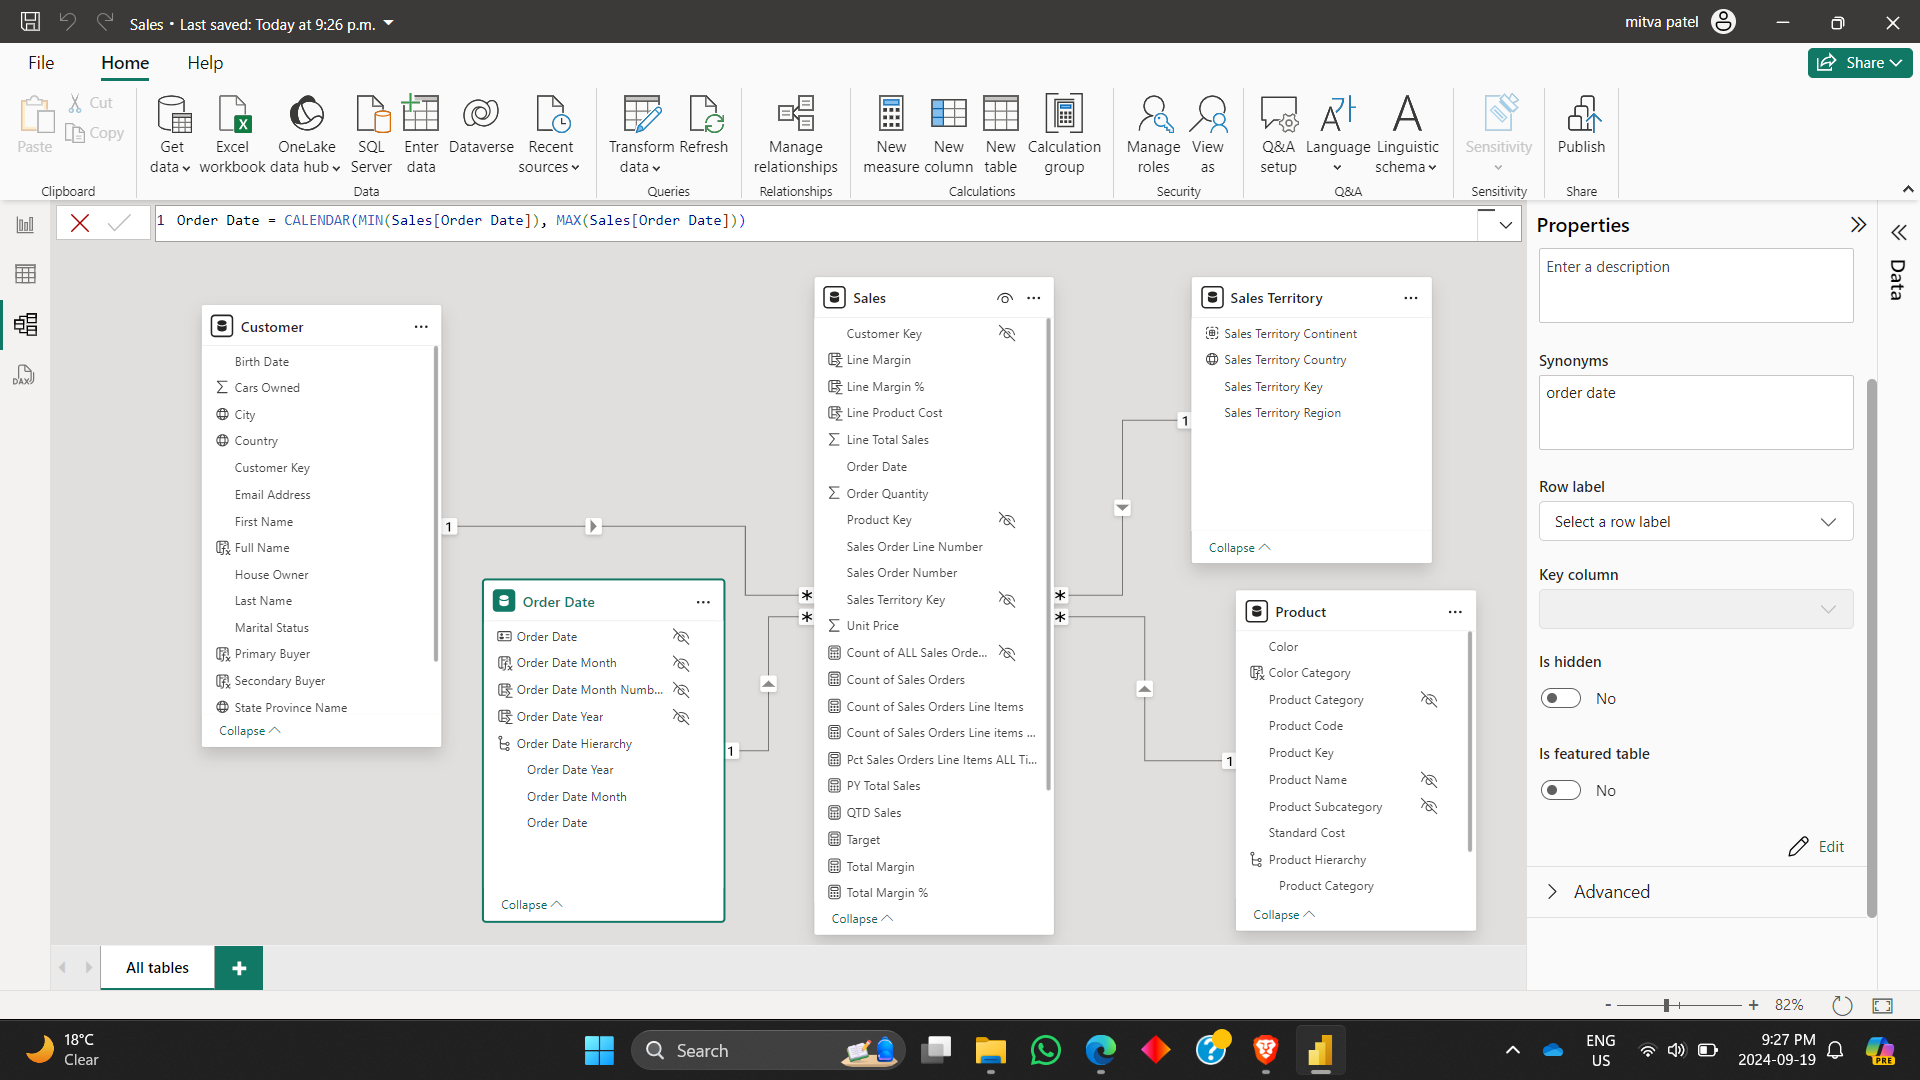 Sales • Last saved: Today at 9:26 p.m.
mitva patel
File
Home
Help
Share
Paste
Cut
Copy
Clipboard
Get data
Excel workbook
OneLake data hub
SQL Server
Enter data
Dataverse
Recent sources
Data
Transform data
Refresh
Queries
Manage relationships
Relationships
New measure
New column
New table
Calculation group
Calculations
Manage roles
View as
Security
Q&A setup
Language
Linguistic schema
Q&A
Sensitivity
Sensitivity
Publish
Share
1 Order Date = CALENDAR(MIN(Sales[Order Date]), MAX(Sales[Order Date]))
Customer
Birth Date
Cars Owned
City
Country
Customer Key
Email Address
First Name
Full Name
House Owner
Last Name
Marital Status
Primary Buyer
Secondary Buyer
State Province Name
Collapse
1
Order Date
Order Date
Order Date Month
Order Date Month Numb...
Order Date Year
Order Date Hierarchy
Order Date Year
Order Date Month
Order Date
Collapse
1
*
*
Sales
Customer Key
Line Margin
Line Margin %
Line Product Cost
Line Total Sales
Order Date
Order Quantity
Product Key
Sales Order Line Number
Sales Order Number
Sales Territory Key
Unit Price
Count of ALL Sales Orde...
Count of Sales Orders
Count of Sales Orders Line Items
Count of Sales Orders Line items ...
Pct Sales Orders Line Items ALL Ti...
PY Total Sales
QTD Sales
Target
Total Margin
Total Margin %
Collapse
*
*
1
Sales Territory
Sales Territory Continent
Sales Territory Country
Sales Territory Key
Sales Territory Region
Collapse
1
Product
Color
Color Category
Product Category
Product Code
Product Key
Product Name
Product Subcategory
Standard Cost
Product Hierarchy
Product Category
Collapse
Properties
Enter a description
Synonyms
order date
Row label
Select a row label
Key column
Is hidden
No
Is featured table
No
Edit
Advanced
Data
All tables
+
- + 82%
18°C
Clear
Search
PRE
ENG
US
9:27 PM
2024-09-19